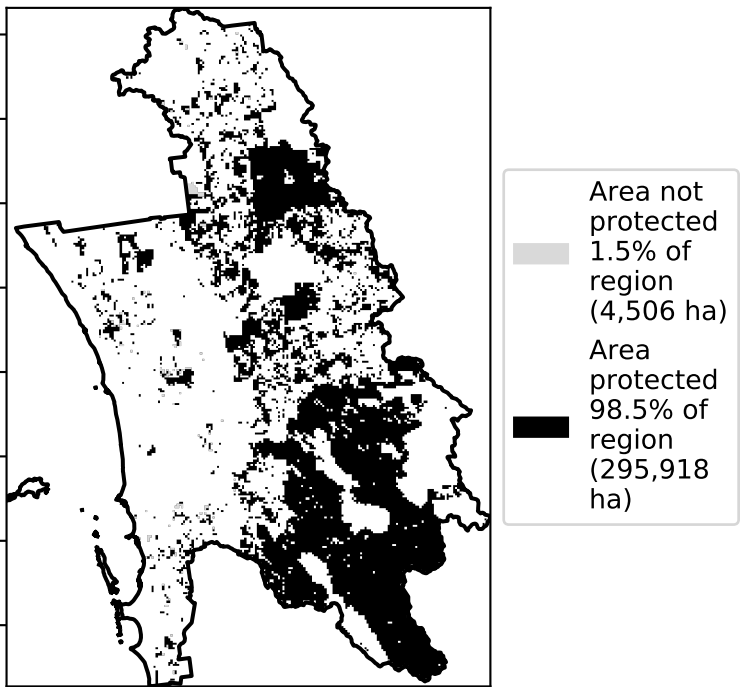 Area not
protected
1.5% of
region
(4,506 ha)
Area
protected
98.5% of
region
(295,918
ha)